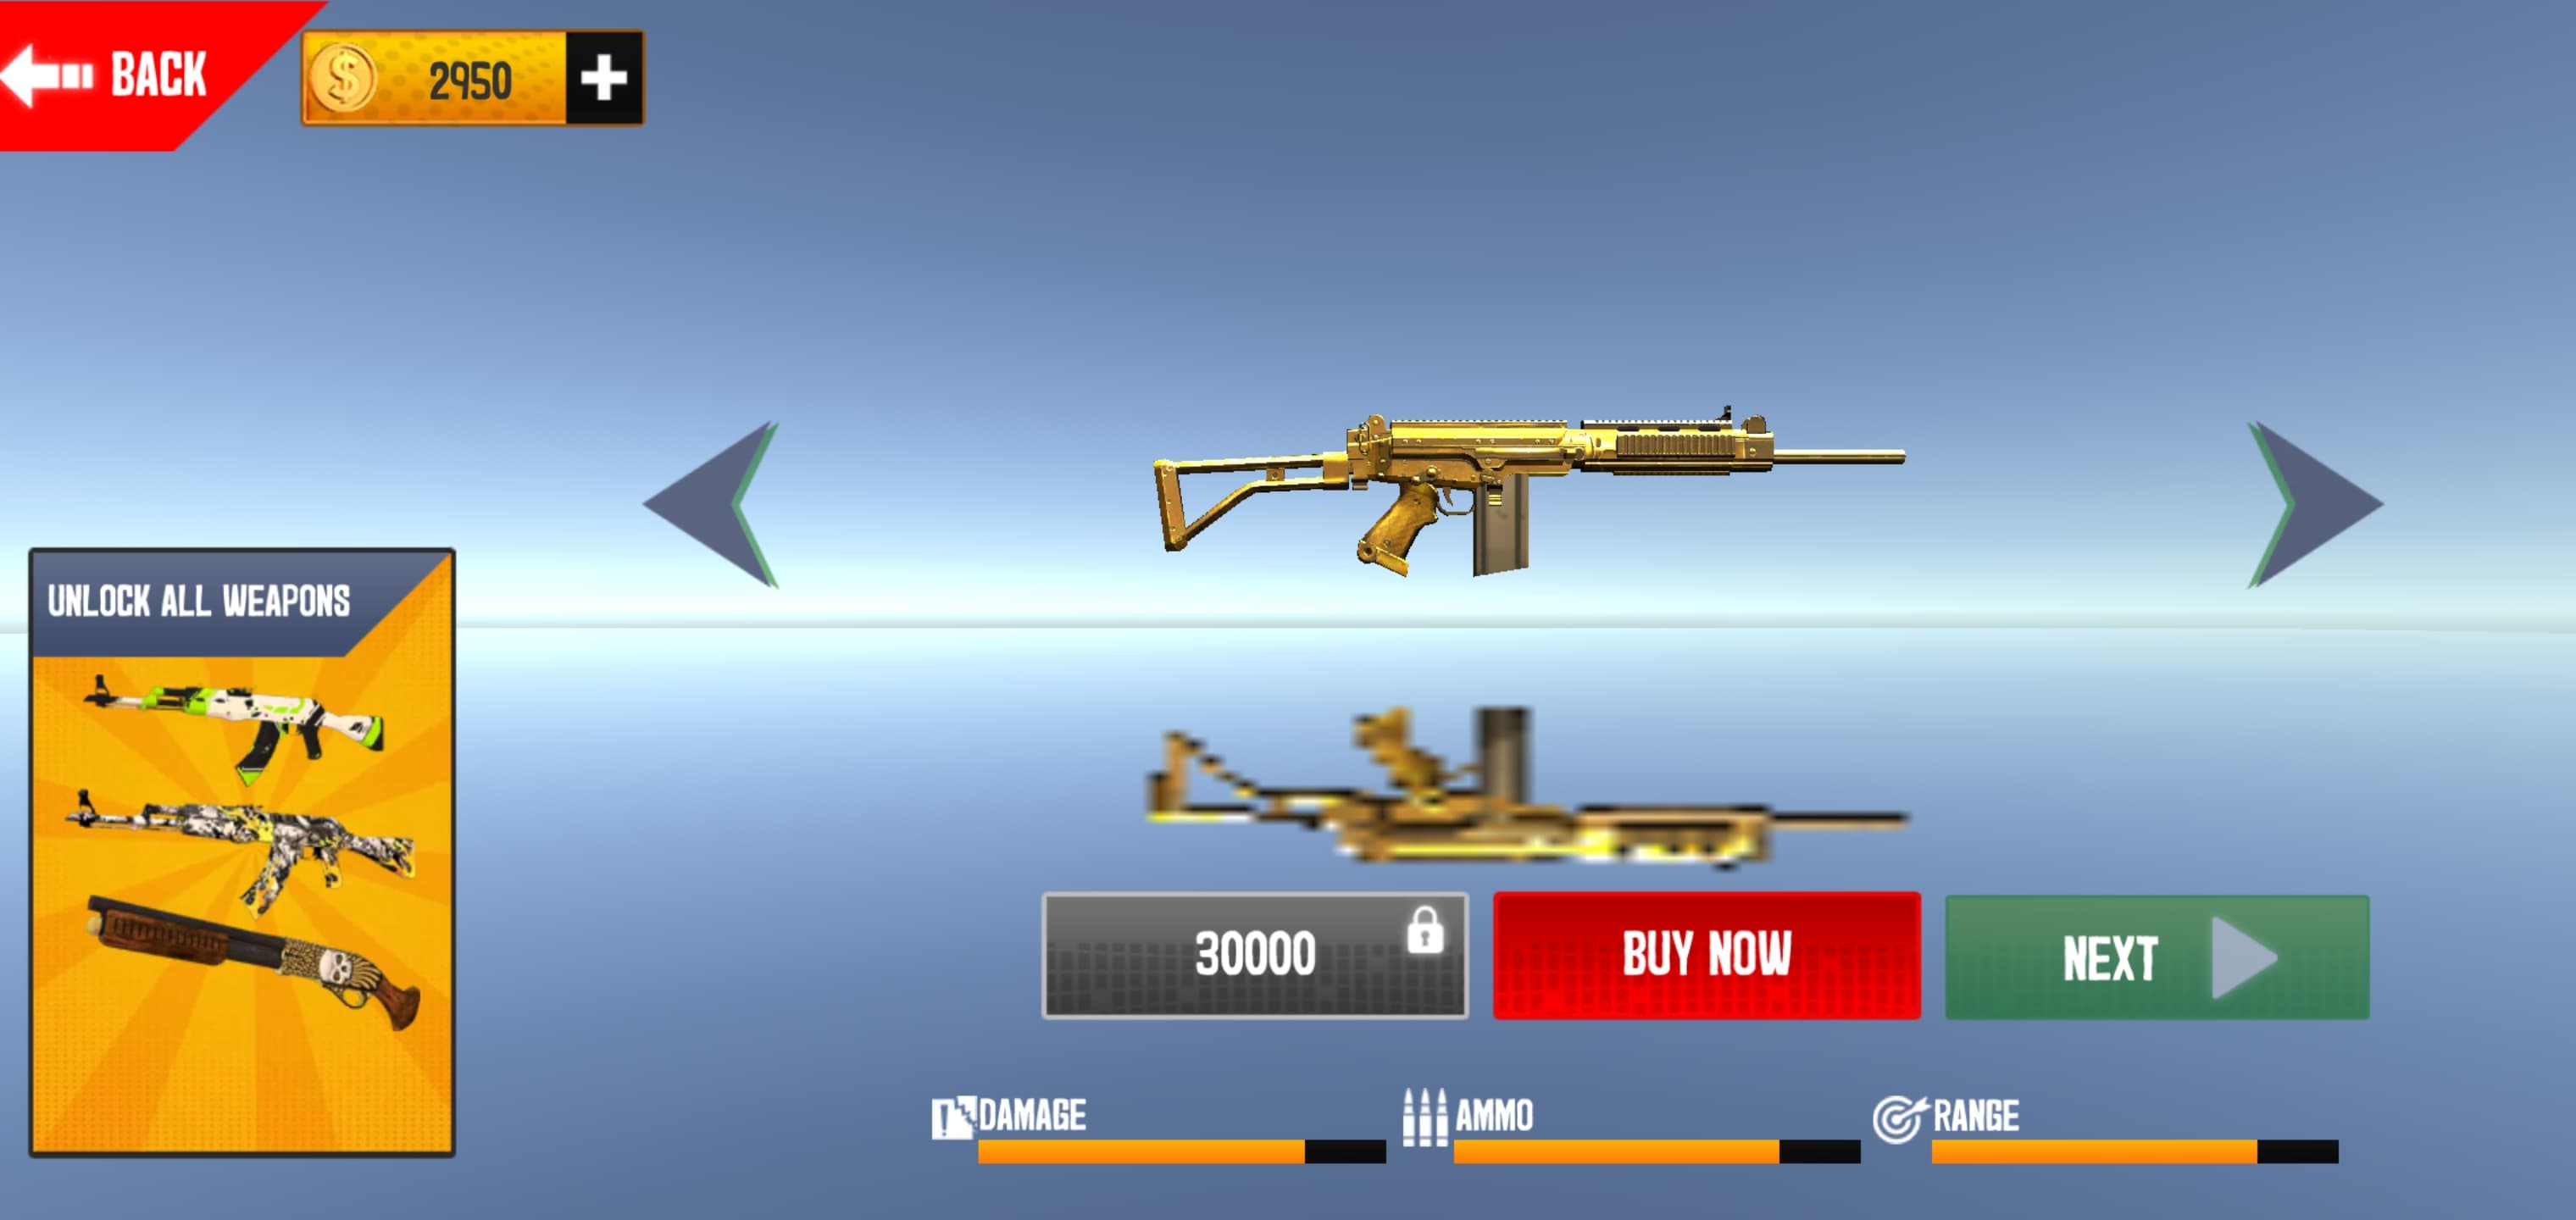 BACK
2950
UNLOCK ALL WEAPONS
30000
BUY NOW
NEXT
DAMAGE
AMMO
RANGE